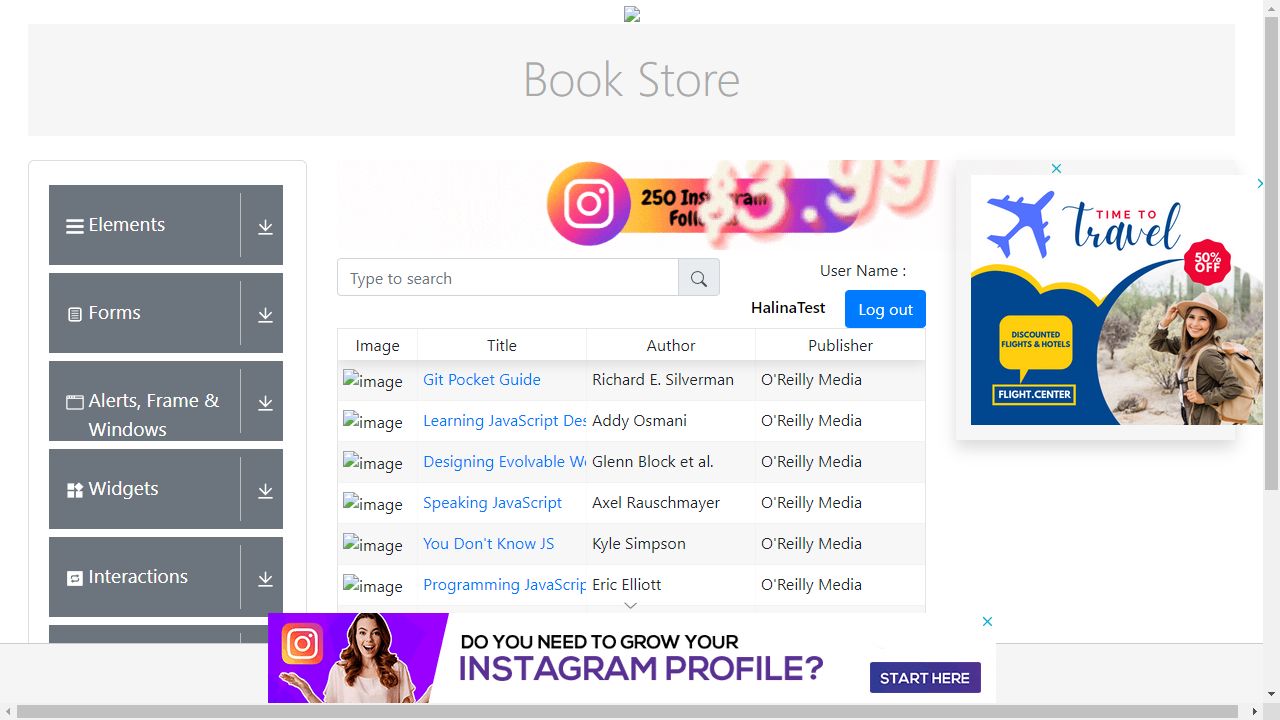 Book Store
Elements
Forms
Alerts, Frame &
Windows
Widgets
Interactions
250 Instagram
$3.99
Type to search
User Name :
HalinaTest
Log out
Image Title Author Publisher
image Git Pocket Guide Richard E. Silverman O'Reilly Media
image Learning JavaScript Des Addy Osmani O'Reilly Media
image Designing Evolvable We Glenn Block et al. O'Reilly Media
image Speaking JavaScript Axel Rauschmayer O'Reilly Media
image You Don't Know JS Kyle Simpson O'Reilly Media
image Programming JavaScrip Eric Elliott O'Reilly Media
TIME TO
travel
50%
OFF
DISCOUNTED
FLIGHTS & HOTELS
FLIGHT.CENTER
DO YOU NEED TO GROW YOUR
INSTAGRAM PROFILE?
START HERE